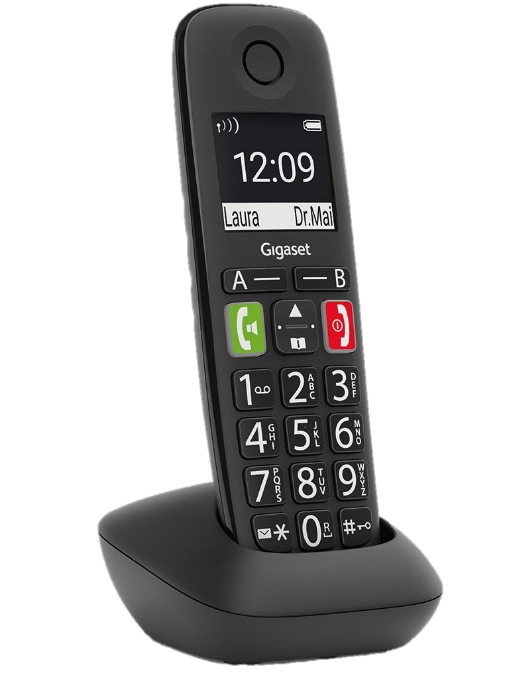 12:09
Laura Dr.Mai
Gigaset
A B
1 2 ABC 3 DEF
4 GHI 5 JKL 6 MNO
7 PQRS 8 TUV 9 WXYZ
* 0 R #